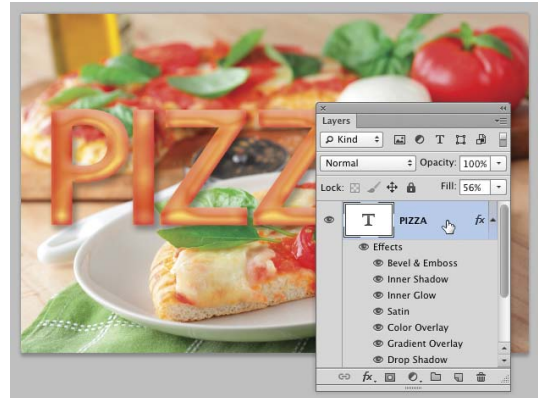 PIZZ
Layers
Kind
Normal
Opacity: 100%
Lock:
Fill: 56%
T
PIZZA
fx
Effects
Bevel & Emboss
Inner Shadow
Inner Glow
Satin
Color Overlay
Gradient Overlay
Drop Shadow
fx.